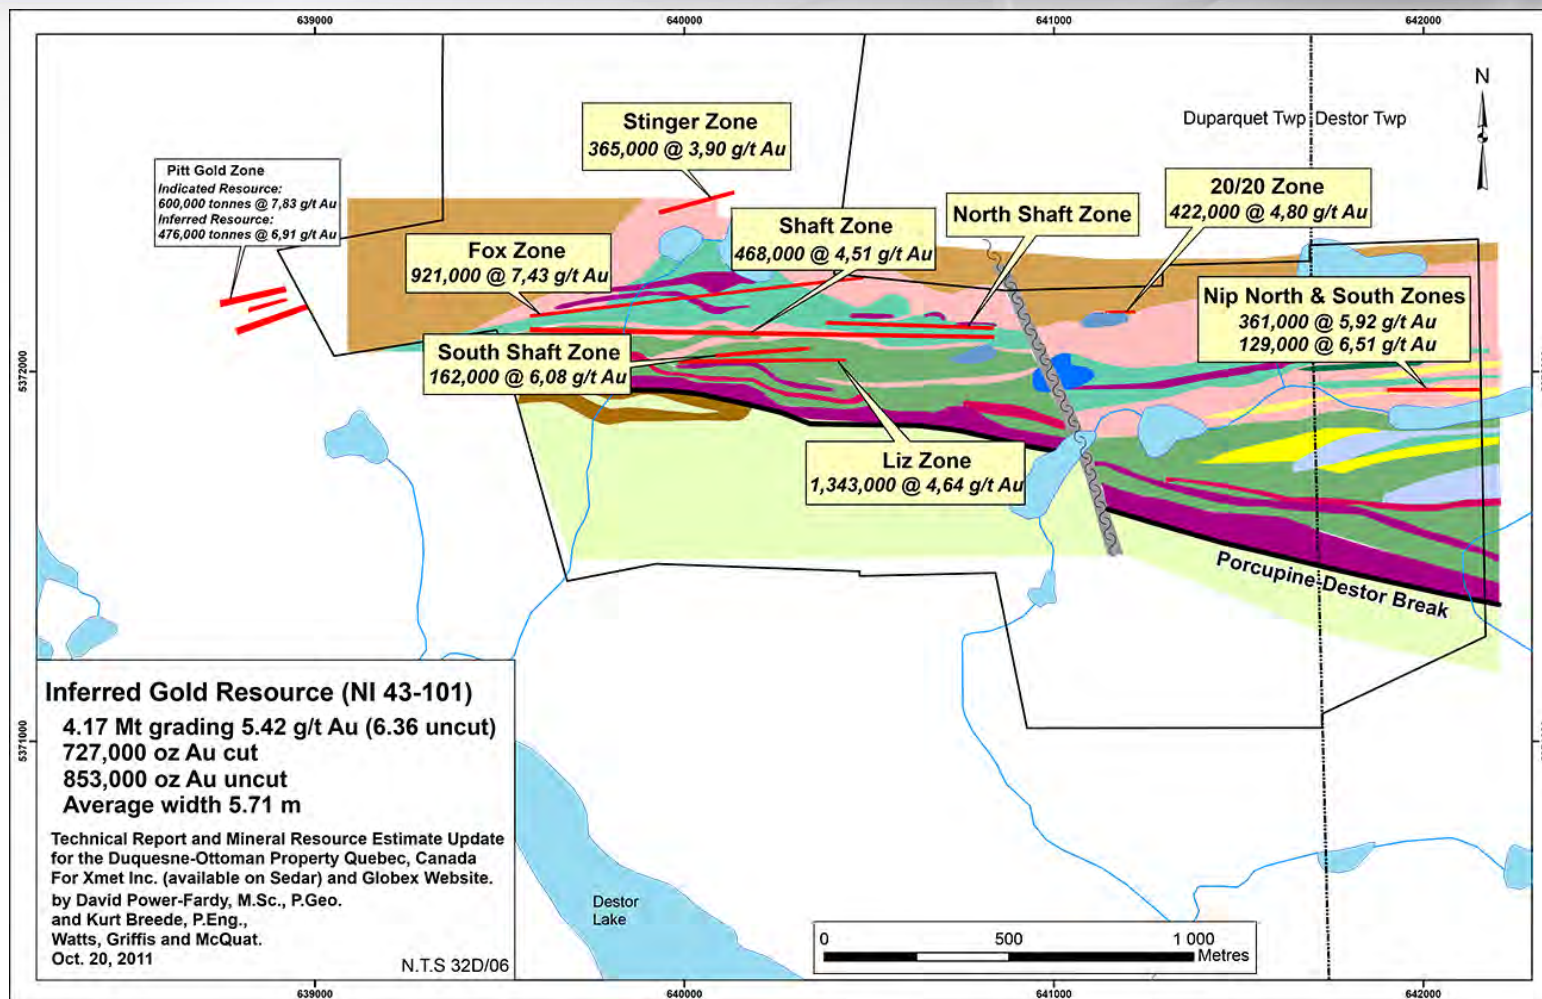 639000
640000
641000
642000
N
Duparquet Twp
Destor Twp
Stinger Zone
365,000 @ 3,90 g/t Au
Pitt Gold Zone
Indicated Resource:
600,000 tonnes @ 7,83 g/t Au
Inferred Resource:
476,000 tonnes @ 6,91 g/t Au
20/20 Zone
422,000 @ 4,80 g/t Au
North Shaft Zone
Shaft Zone
468,000 @ 4,51 g/t Au
Fox Zone
921,000 @ 7,43 g/t Au
Nip North & South Zones
361,000 @ 5,92 g/t Au
129,000 @ 6,51 g/t Au
South Shaft Zone
162,000 @ 6,08 g/t Au
5372000
Liz Zone
1,343,000 @ 4,64 g/t Au
Porcupine-Destor Break
5371000
Inferred Gold Resource (NI 43-101)
4.17 Mt grading 5.42 g/t Au (6.36 uncut)
727,000 oz Au cut
853,000 oz Au uncut
Average width 5.71 m
Technical Report and Mineral Resource Estimate Update
for the Duquesne-Ottoman Property Quebec, Canada
For Xmet Inc. (available on Sedar) and Globex Website.
by David Power-Fardy, M.Sc., P.Geo.
and Kurt Breede, P.Eng.,
Watts, Griffis and McQuat.
Oct. 20, 2011
N.T.S 32D/06
Destor
Lake
0
500
1 000
Metres
639000
640000
641000
642000